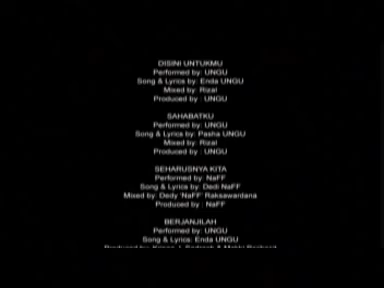 DISINI UNTUKMU
Performed by: UNGU
Song & Lyrics by: Enda UNGU
Mixed by: Rizal
Produced by : UNGU
SAHABATKU
Performed by: UNGU
Song & Lyrics by: Pasha UNGU
Mixed by: Rizal
Produced by : UNGU
SEHARUSNYA KITA
Performed by: NaFF
Song & Lyrics by: Dedi NaFF
Mixed by: Dedy 'NaFF' Raksawardana
Produced by : NaFF
BERJANJILAH
Performed by: UNGU
Song & Lyrics: Enda UNGU
Produced by: &